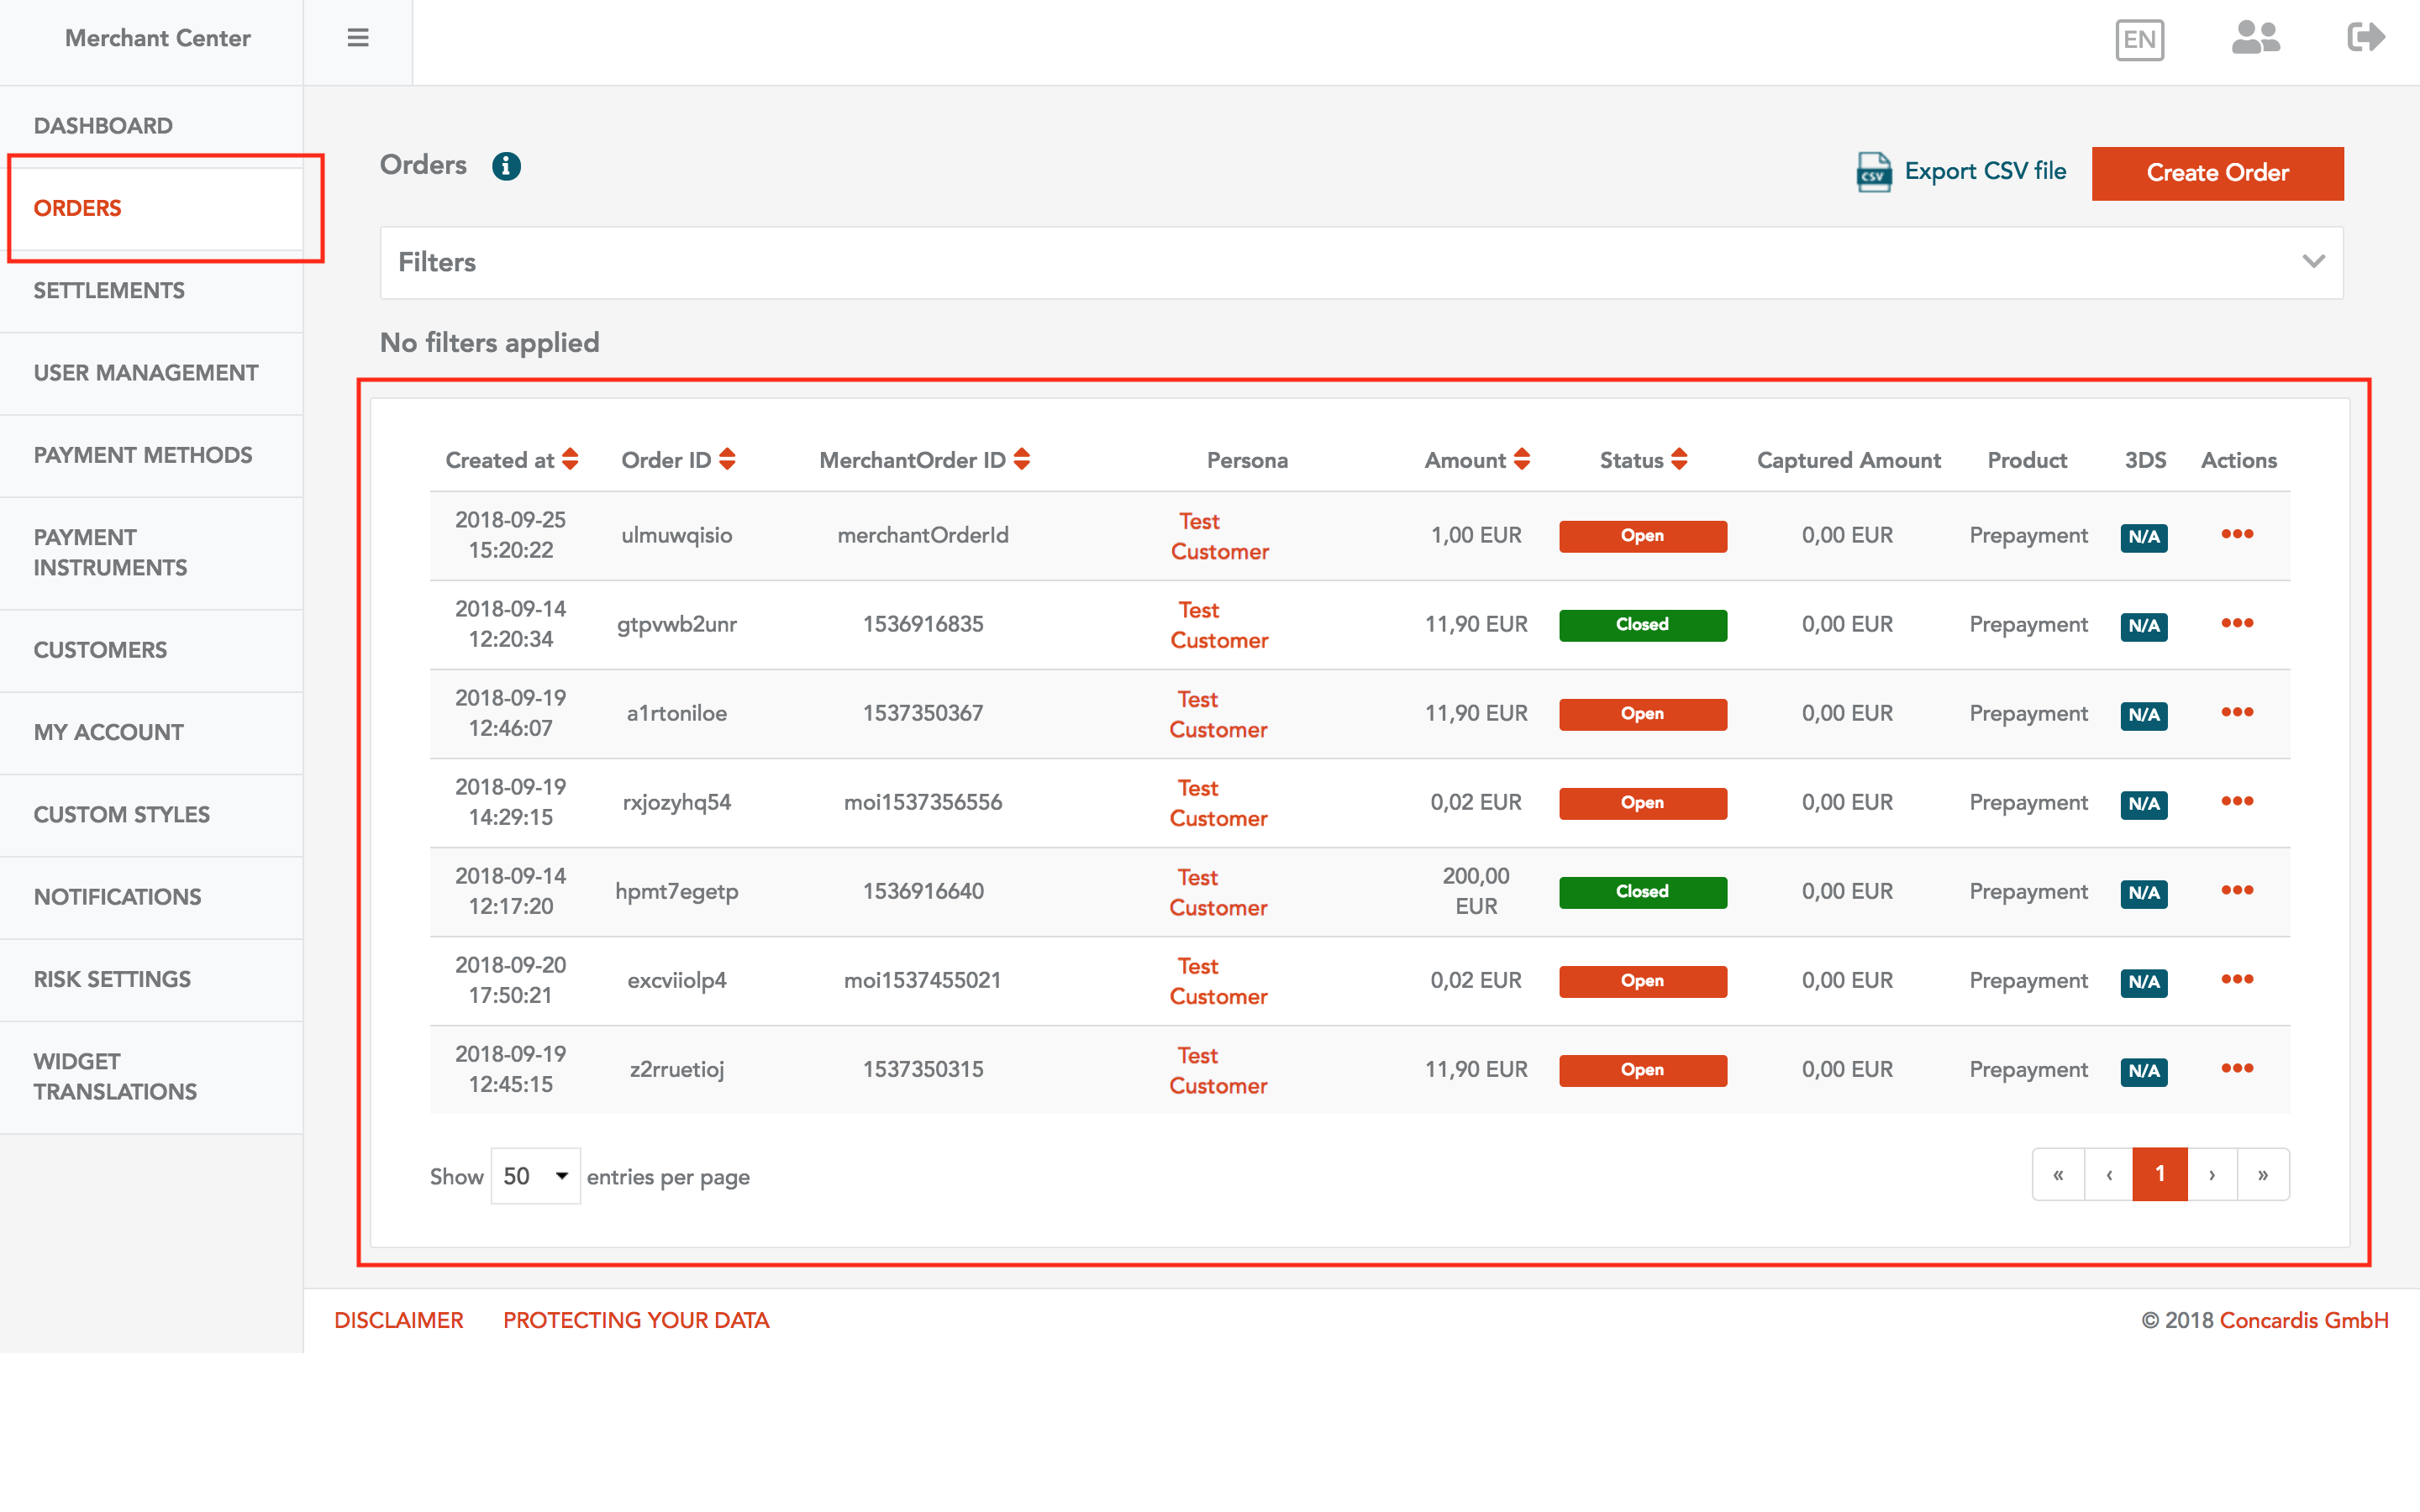 Merchant Center
EN
DASHBOARD
ORDERS
SETTLEMENTS
USER MANAGEMENT
PAYMENT METHODS
PAYMENT
INSTRUMENTS
CUSTOMERS
MY ACCOUNT
CUSTOM STYLES
NOTIFICATIONS
RISK SETTINGS
WIDGET
TRANSLATIONS
Orders
CSV Export CSV file
Create Order
Filters
No filters applied
Created at Order ID MerchantOrder ID Persona Amount Status Captured Amount Product 3DS Actions
2018-09-25 15:20:22 ulmuwqisio merchantOrderId Test Customer 1,00 EUR Open 0,00 EUR Prepayment N/A
2018-09-14 12:20:34 gtpvwb2unr 1536916835 Test Customer 11,90 EUR Closed 0,00 EUR Prepayment N/A
2018-09-19 12:46:07 a1rtoniloe 1537350367 Test Customer 11,90 EUR Open 0,00 EUR Prepayment N/A
2018-09-19 14:29:15 rxjozyhq54 moi1537356556 Test Customer 0,02 EUR Open 0,00 EUR Prepayment N/A
2018-09-14 12:17:20 hpmt7egetp 1536916640 Test Customer 200,00 EUR Closed 0,00 EUR Prepayment N/A
2018-09-20 17:50:21 excviiolp4 moi1537455021 Test Customer 0,02 EUR Open 0,00 EUR Prepayment N/A
2018-09-19 12:45:15 z2rruetioj 1537350315 Test Customer 11,90 EUR Open 0,00 EUR Prepayment N/A
Show 50 entries per page
« ‹ 1 › »
DISCLAIMER PROTECTING YOUR DATA
© 2018 Concardis GmbH